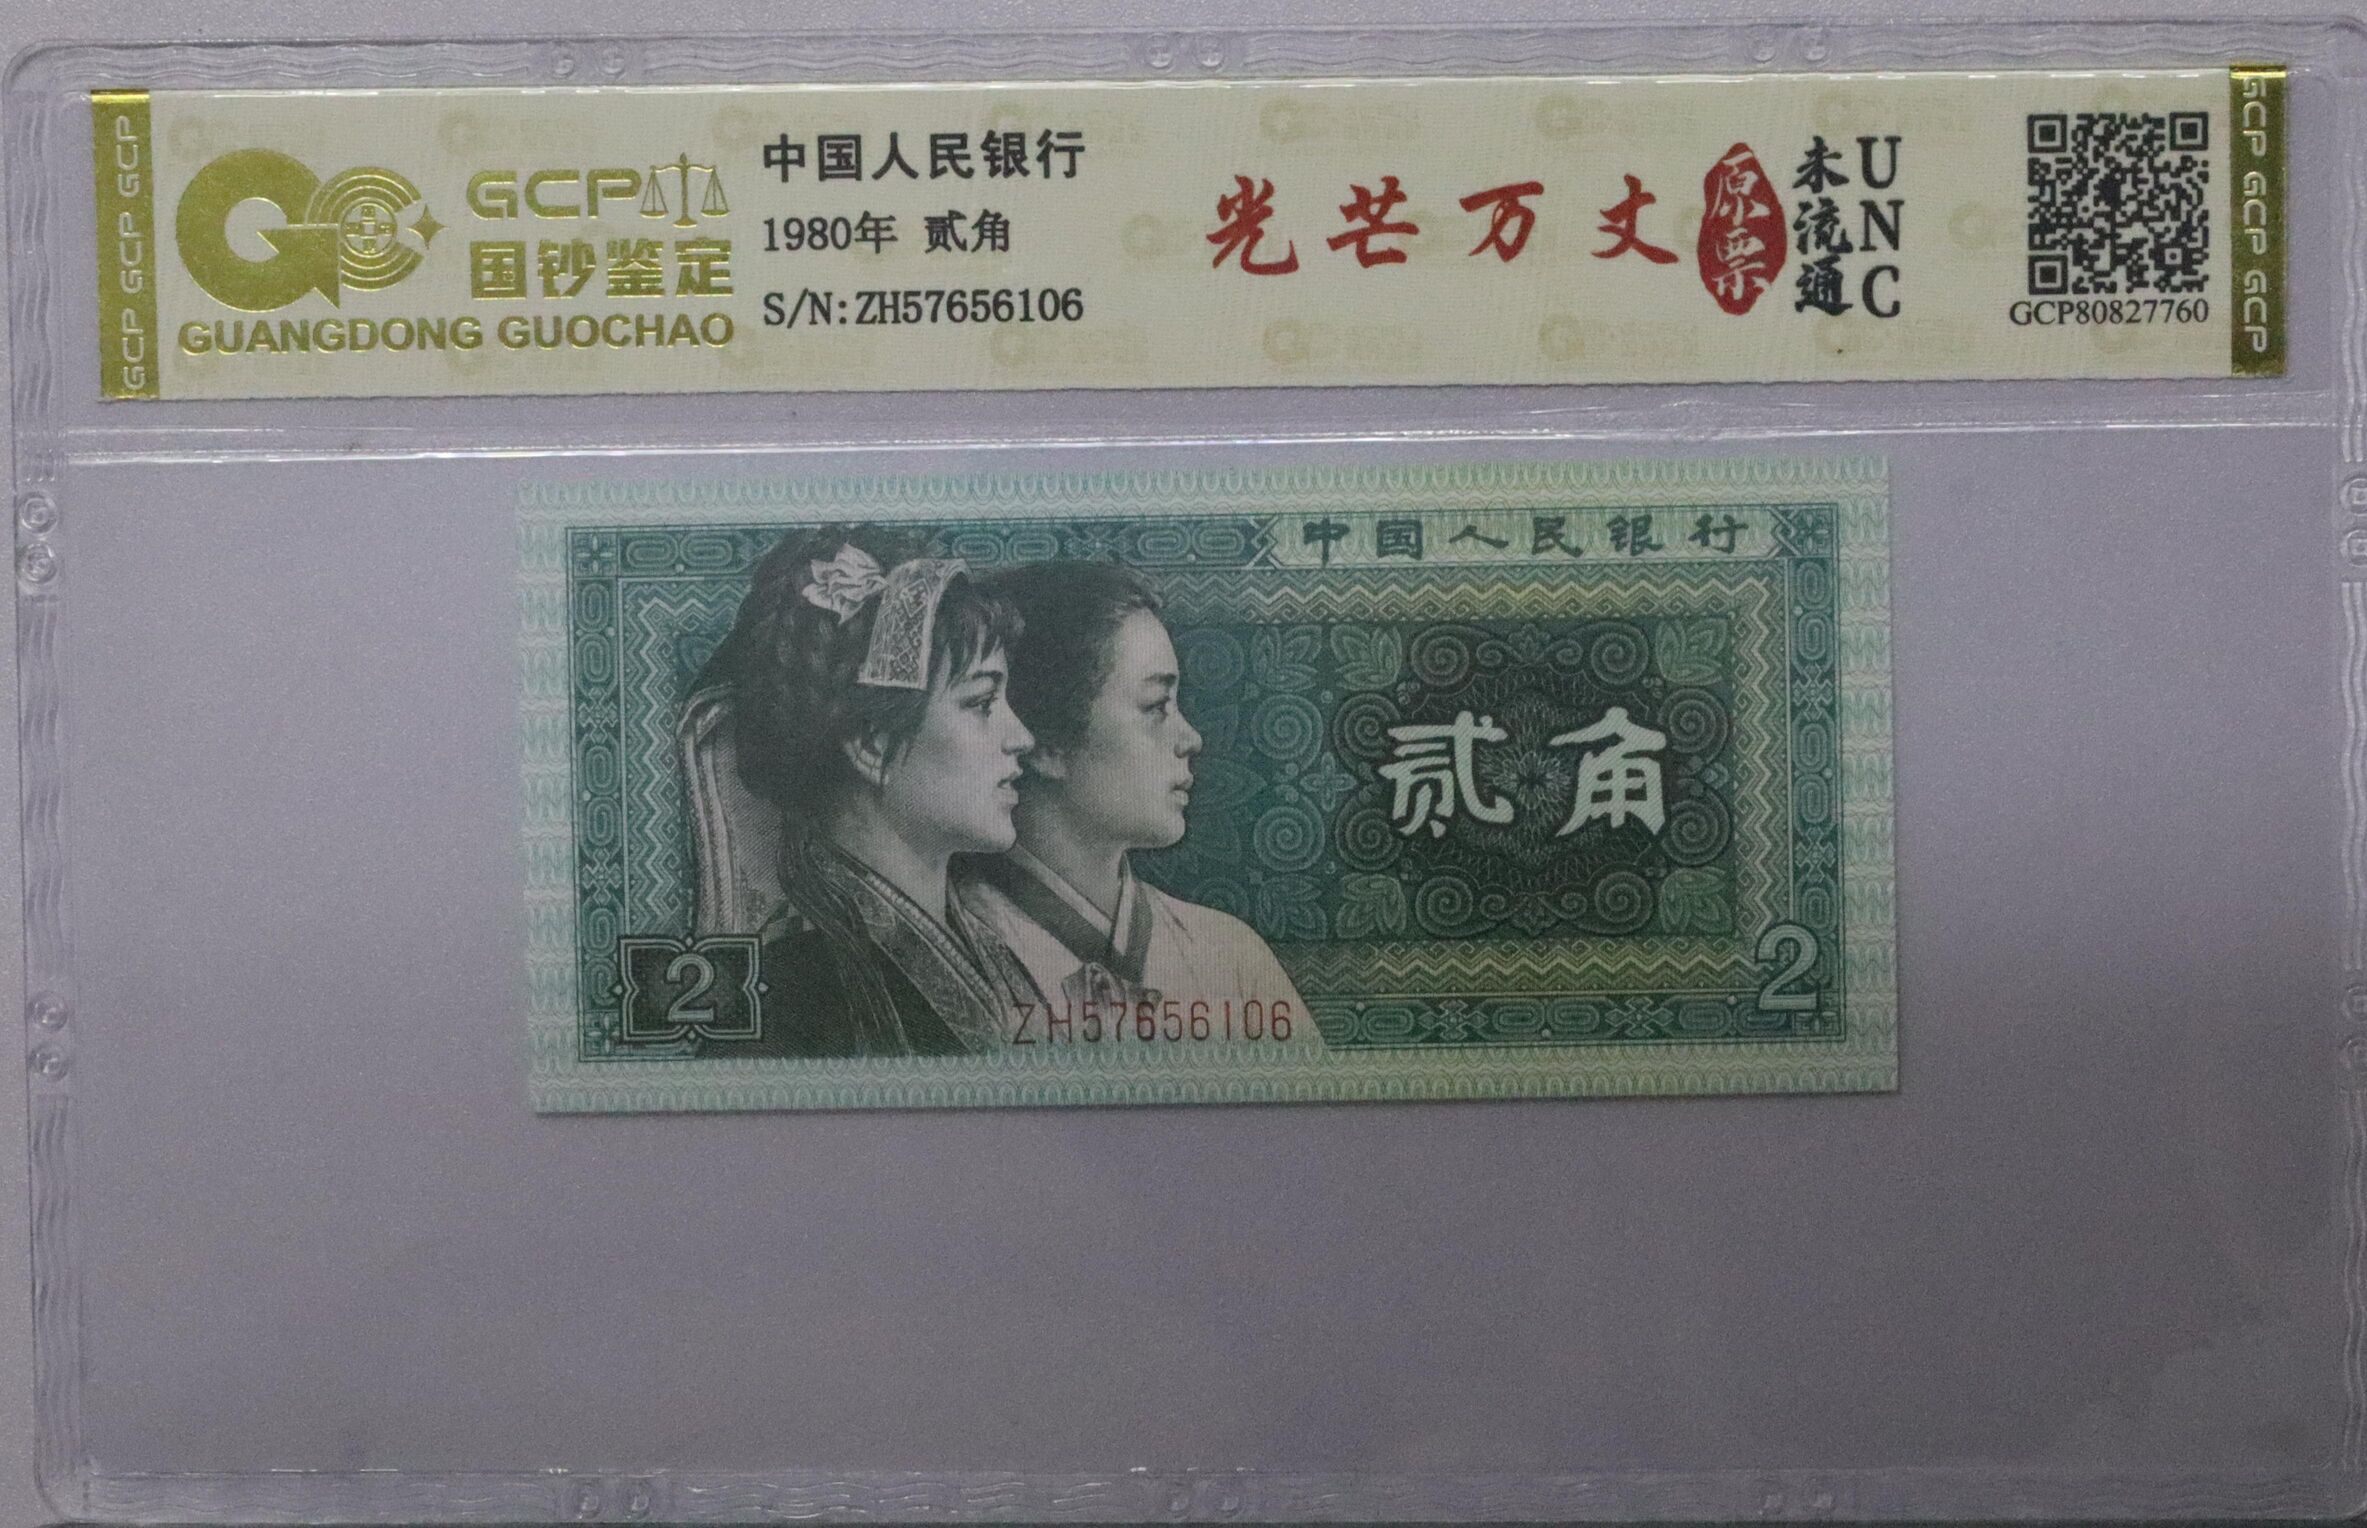 GCP GCP GCP
GCP
国钞鉴定
GUANGDONG GUOCHAO
中国人民银行
1980年 贰角
S/N:ZH57656106
光芒万丈
原票
未流通
UNC
GCP80827760
GCP GCP GCP
中国人民银行
贰角
2
2
ZH57656106